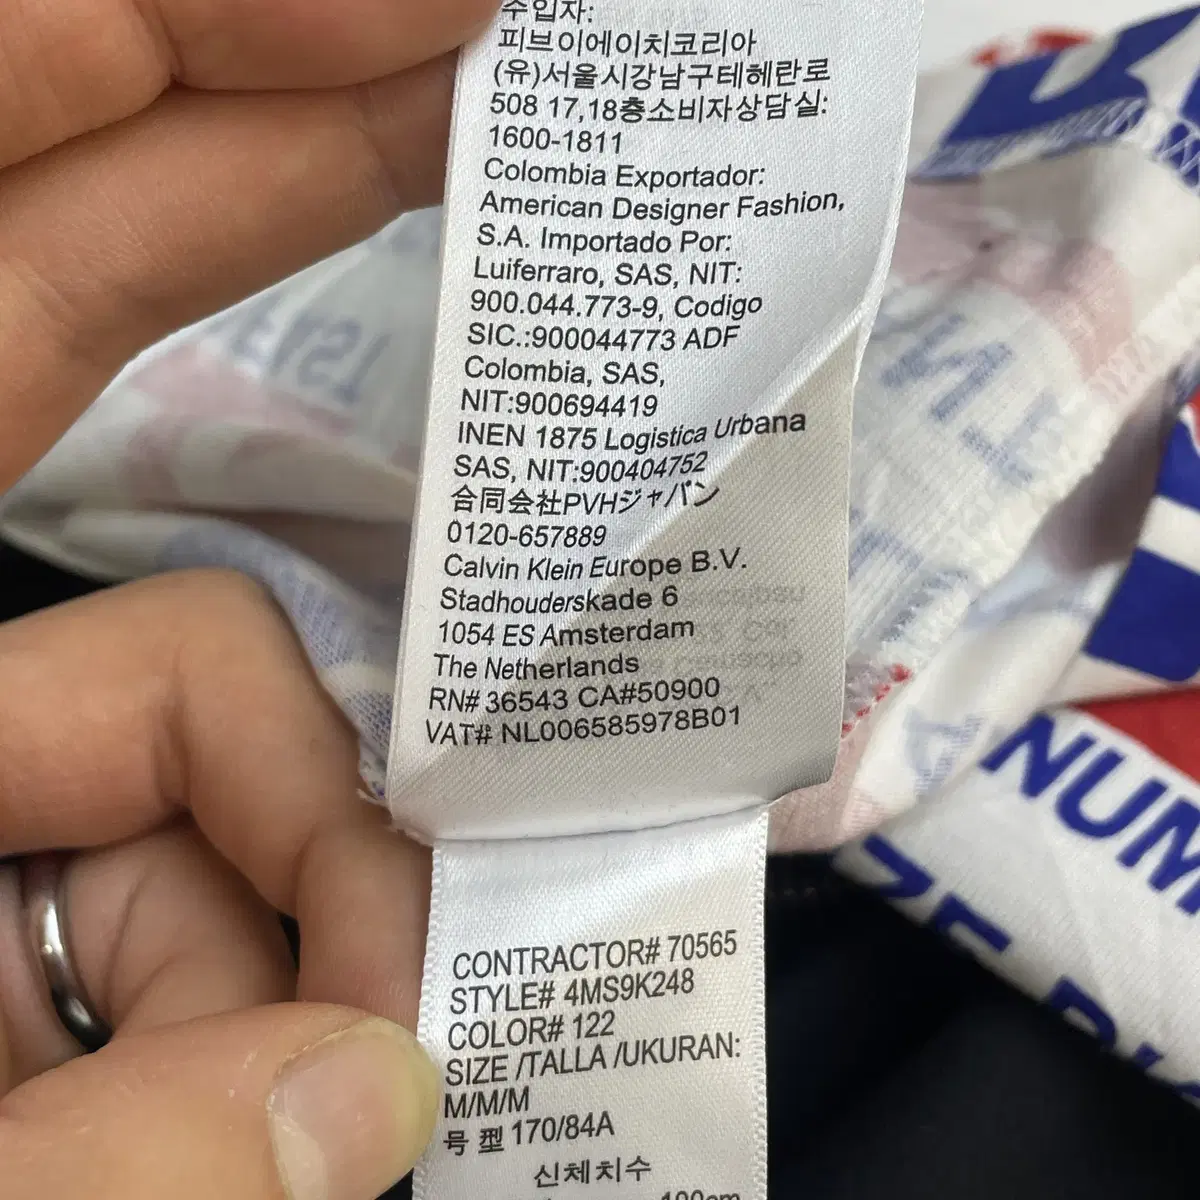 수입자:
피브이에이치코리아
(유)서울시강남구테헤란로
508 17,18층소비자상담실:
1600-1811
Colombia Exportador:
American Designer Fashion,
S.A. Importado Por:
Luiferraro, SAS, NIT:
900.044.773-9, Codigo
SIC.:900044773 ADF
Colombia, SAS,
NIT:900694419
INEN 1875 Logistica Urbana
SAS, NIT:900404752
合同会社PVHジャパン
0120-657889
Calvin Klein Europe B.V.
Stadhouderskade 6
1054 ES Amsterdam
The Netherlands
RN# 36543 CA#50900
VAT# NL006585978B01
CONTRACTOR# 70565
STYLE# 4MS9K248
COLOR# 122
SIZE /TALLA /UKURAN:
M/M/M
号 型 170/84A
신체치수
100cm
NUM